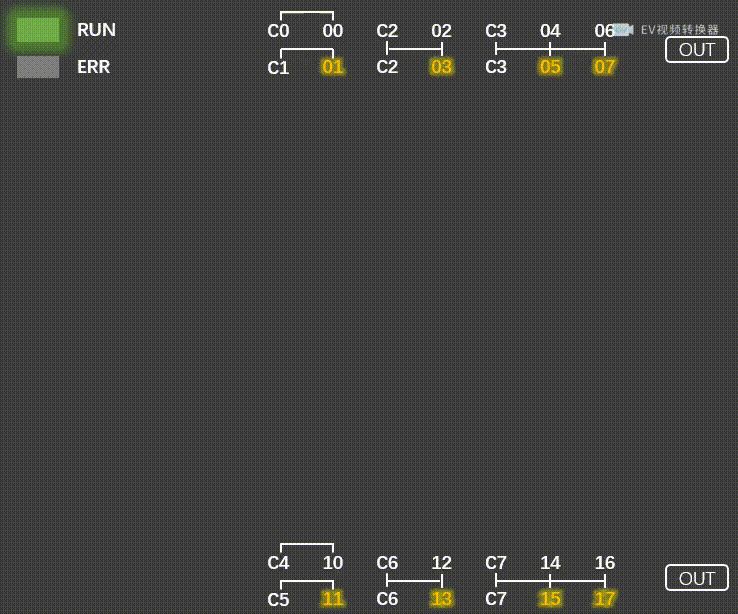 RUN C0 00 C2 02 C3 04 06 EV视频转换器
OUT
ERR C1 01 C2 03 C3 05 07
C4 10 C6 12 C7 14 16
OUT
C5 11 C6 13 C7 15 17